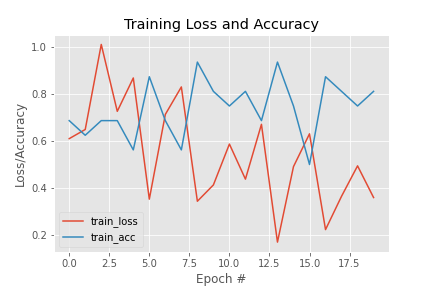 Training Loss and Accuracy
1.0
0.8
0.6
0.4
0.2
Loss/Accuracy
train_loss
train_acc
0.0 2.5 5.0 7.5 10.0 12.5 15.0 17.5
Epoch #